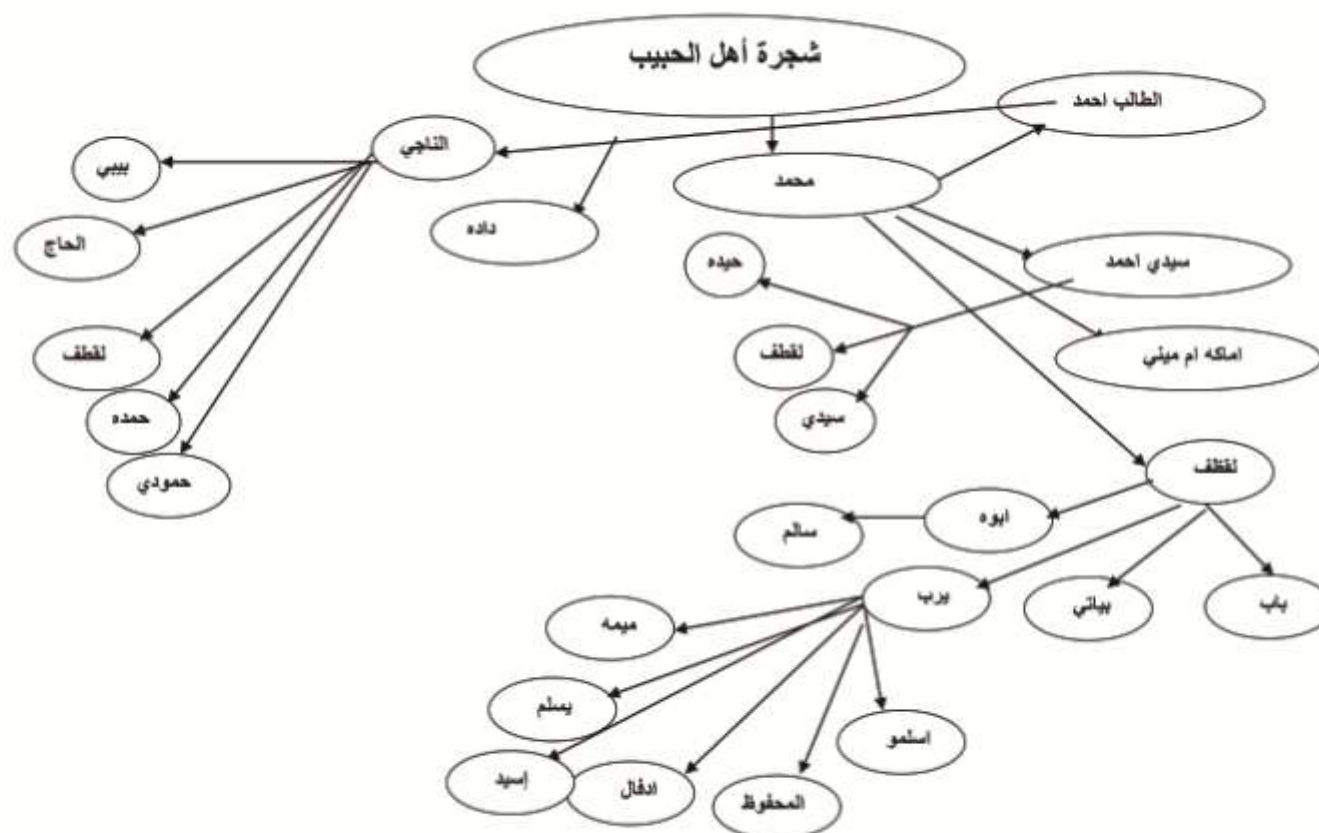 شجرة أهل الحبيب
الطالب احمد
الناجي
محمد
بيبي
الحاج
داده
حيده
سيدي احمد
لقطف
لقطف
اماكه ام ميني
حمده
سيدي
حمودي
لقظف
ابوه
سالم
يرب
بياتي
باب
ميمه
يسلم
اسلمو
إسيد
ادفال
المحفوظ